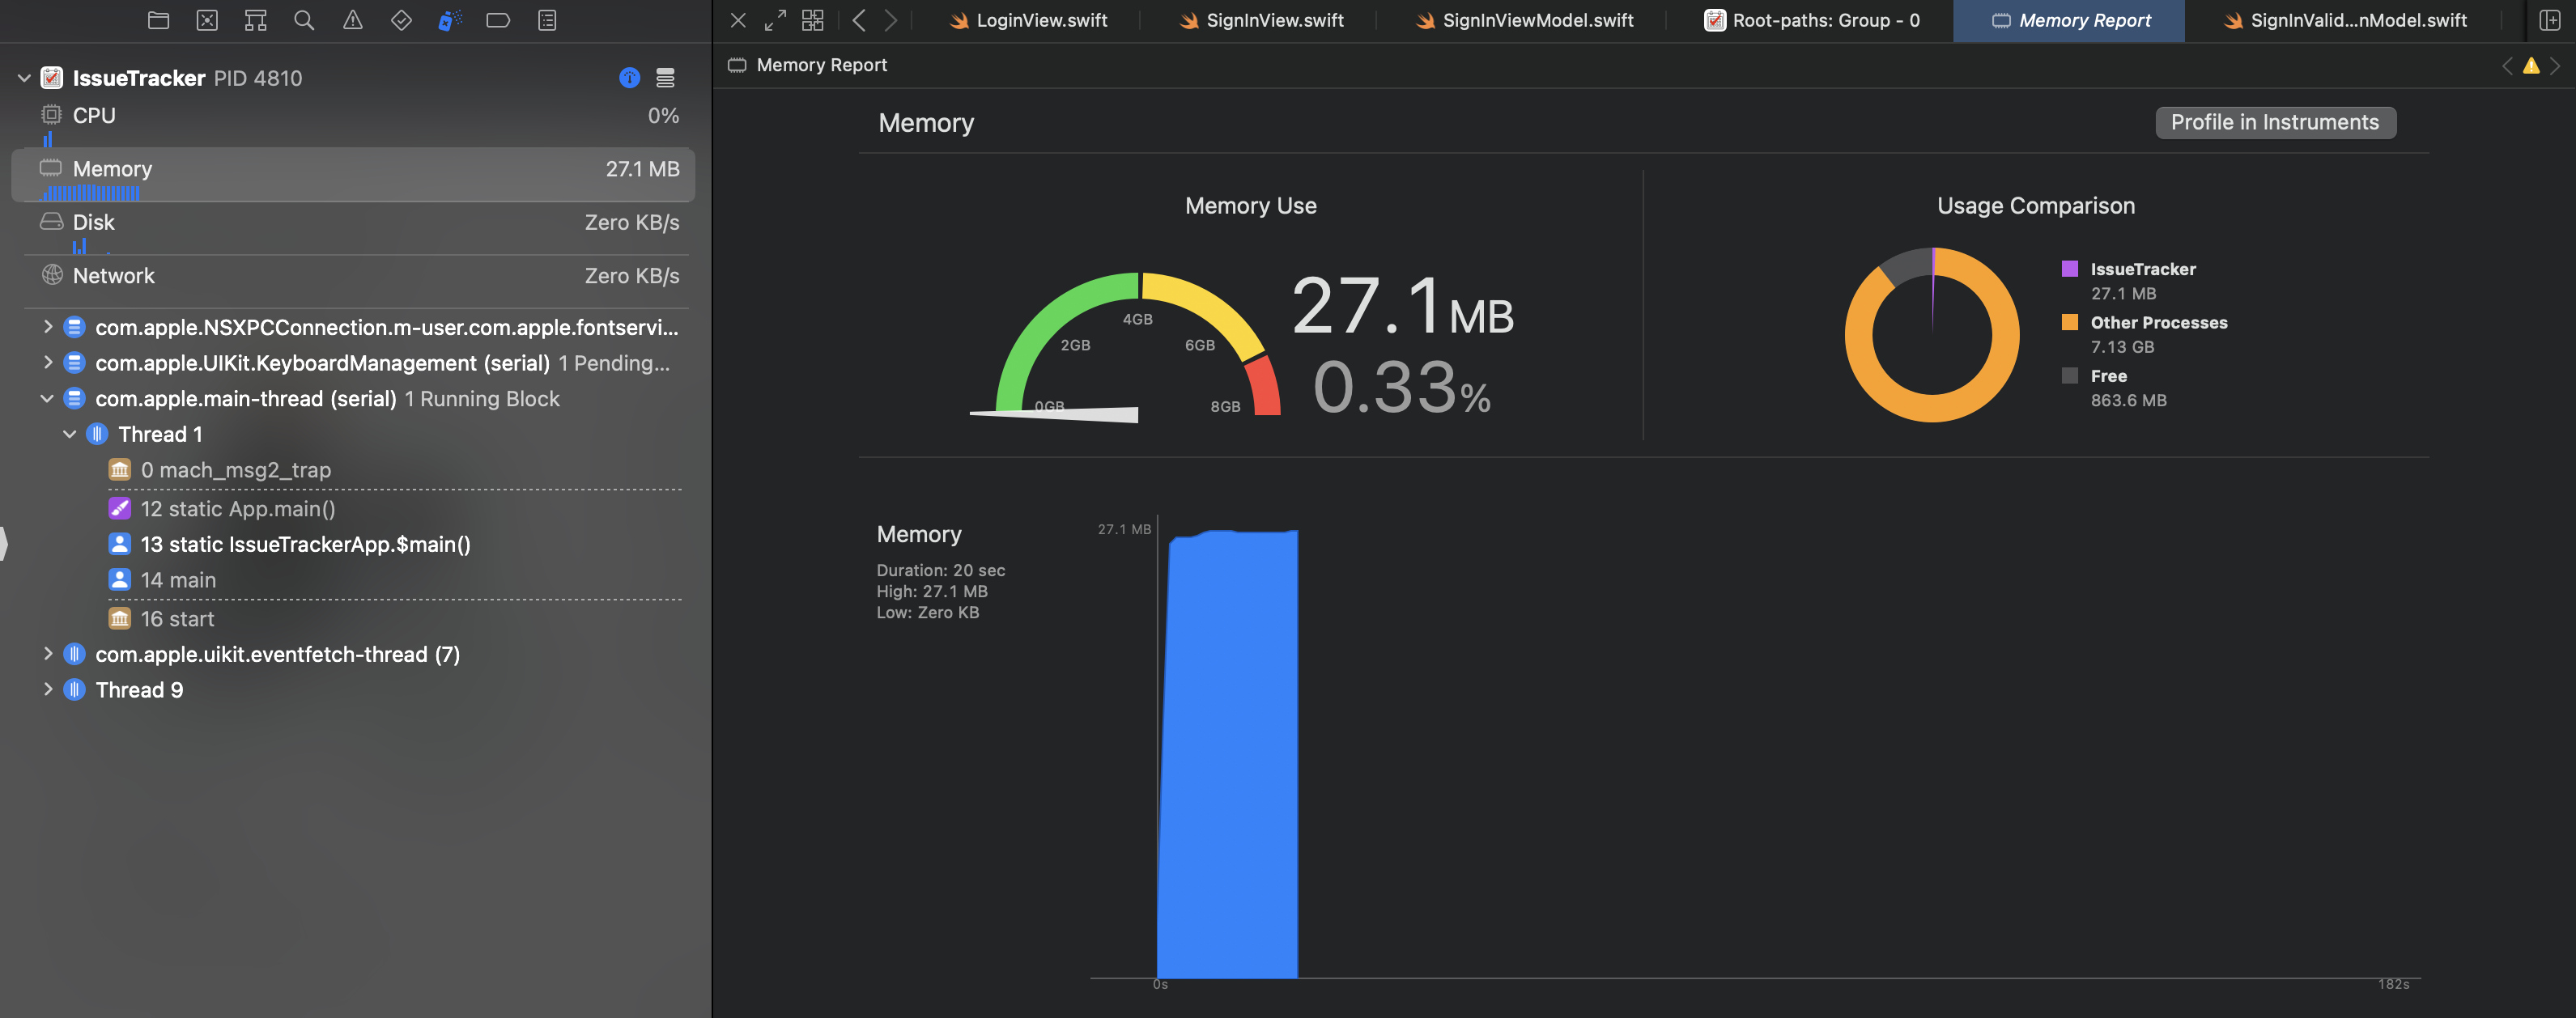 LoginView.swift
SignInView.swift
SignInViewModel.swift
Root-paths: Group - 0
Memory Report
SignInValid...nModel.swift
IssueTracker PID 4810
CPU 0%
Memory 27.1 MB
Disk Zero KB/s
Network Zero KB/s
com.apple.NSXPCConnection.m-user.com.apple.fontservi...
com.apple.UIKit.KeyboardManagement (serial) 1 Pending...
com.apple.main-thread (serial) 1 Running Block
Thread 1
0 mach_msg2_trap
12 static App.main()
13 static IssueTrackerApp.$main()
14 main
16 start
com.apple.uikit.eventfetch-thread (7)
Thread 9
Memory Report
Memory
Profile in Instruments
Memory Use
0GB
2GB
4GB
6GB
8GB
27.1 MB
0.33%
Usage Comparison
IssueTracker
27.1 MB
Other Processes
7.13 GB
Free
863.6 MB
Memory
Duration: 20 sec
High: 27.1 MB
Low: Zero KB
27.1 MB
0s
182s